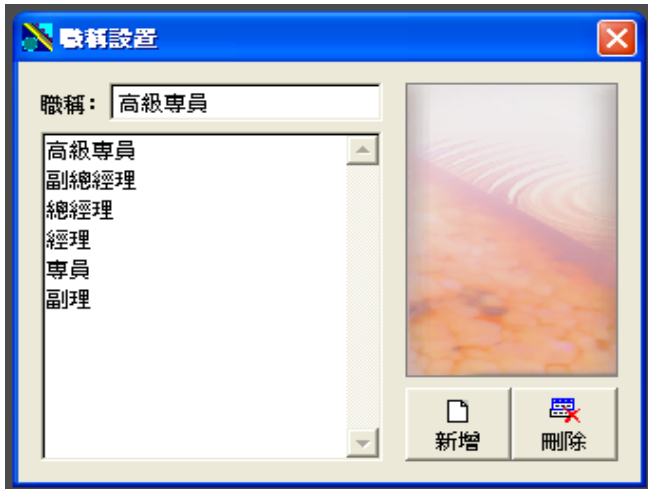 職稱設置
職稱： 高級專員
高級專員
副總經理
總經理
經理
專員
副理
新增
刪除